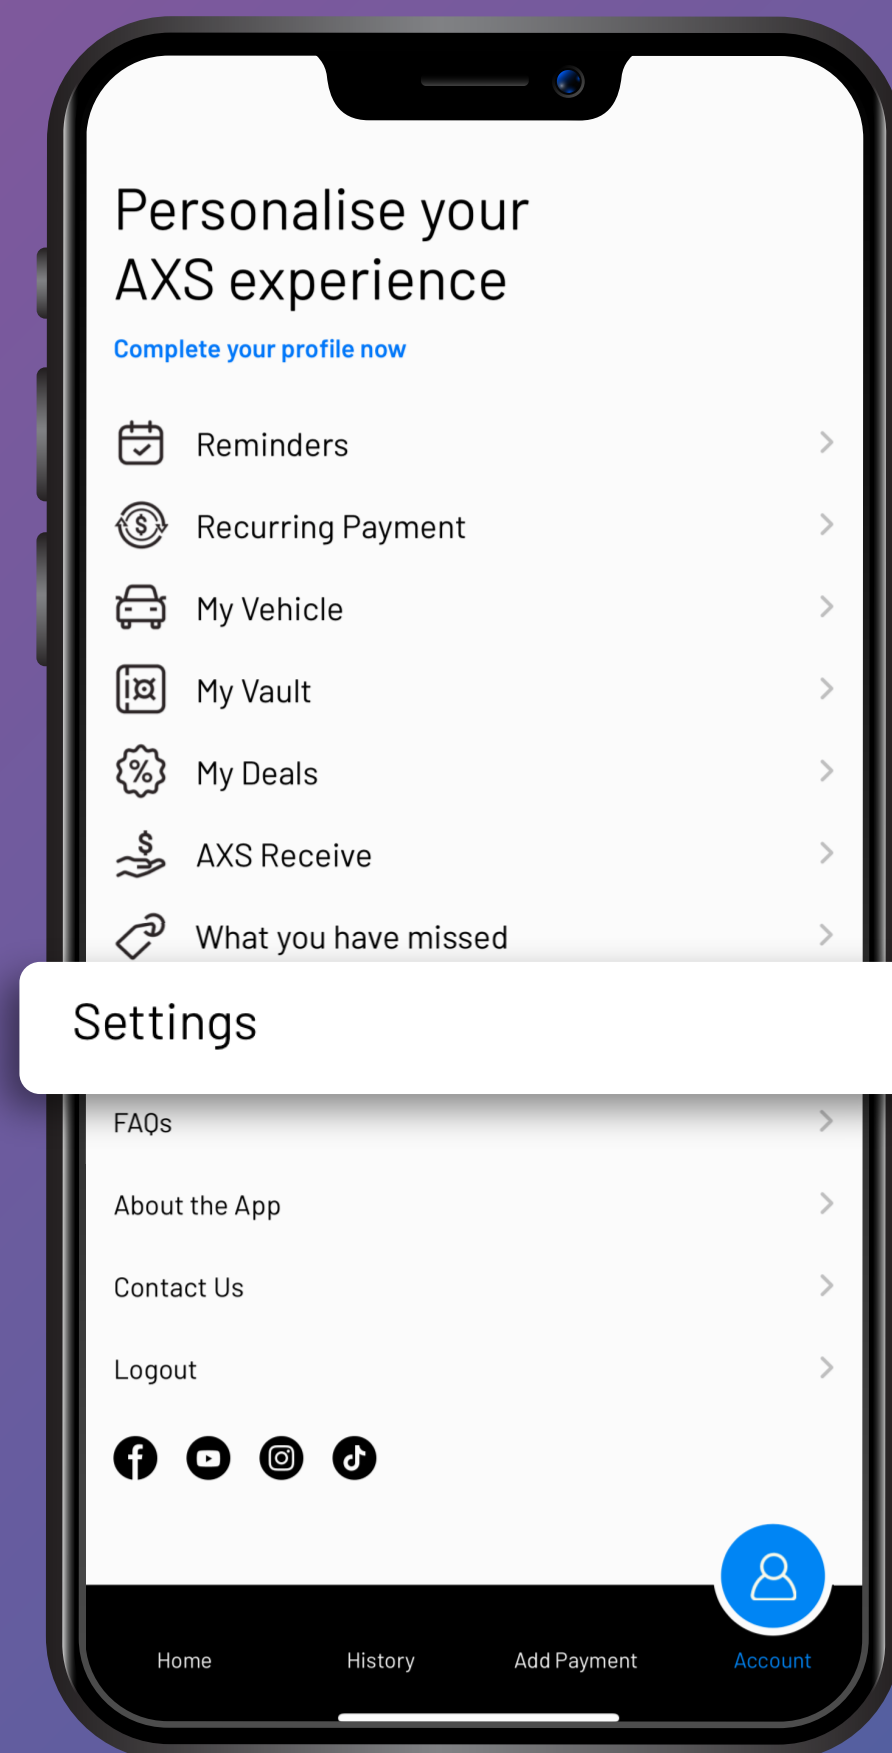 Personalise your
AXS experience
Complete your profile now
Reminders
Recurring Payment
My Vehicle
My Vault
My Deals
AXS Receive
What you have missed
Settings
FAQs
About the App
Contact Us
Logout
Home History Add Payment Account